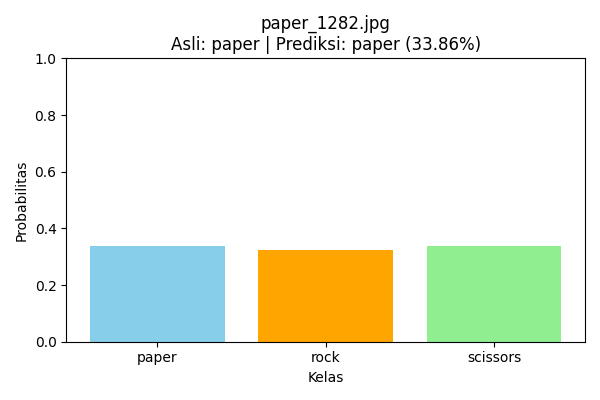 paper_1282.jpg
Asli: paper | Prediksi: paper (33.86%)
1.0
0.8
0.6
0.4
0.2
0.0
Probabilitas
paper rock scissors
Kelas